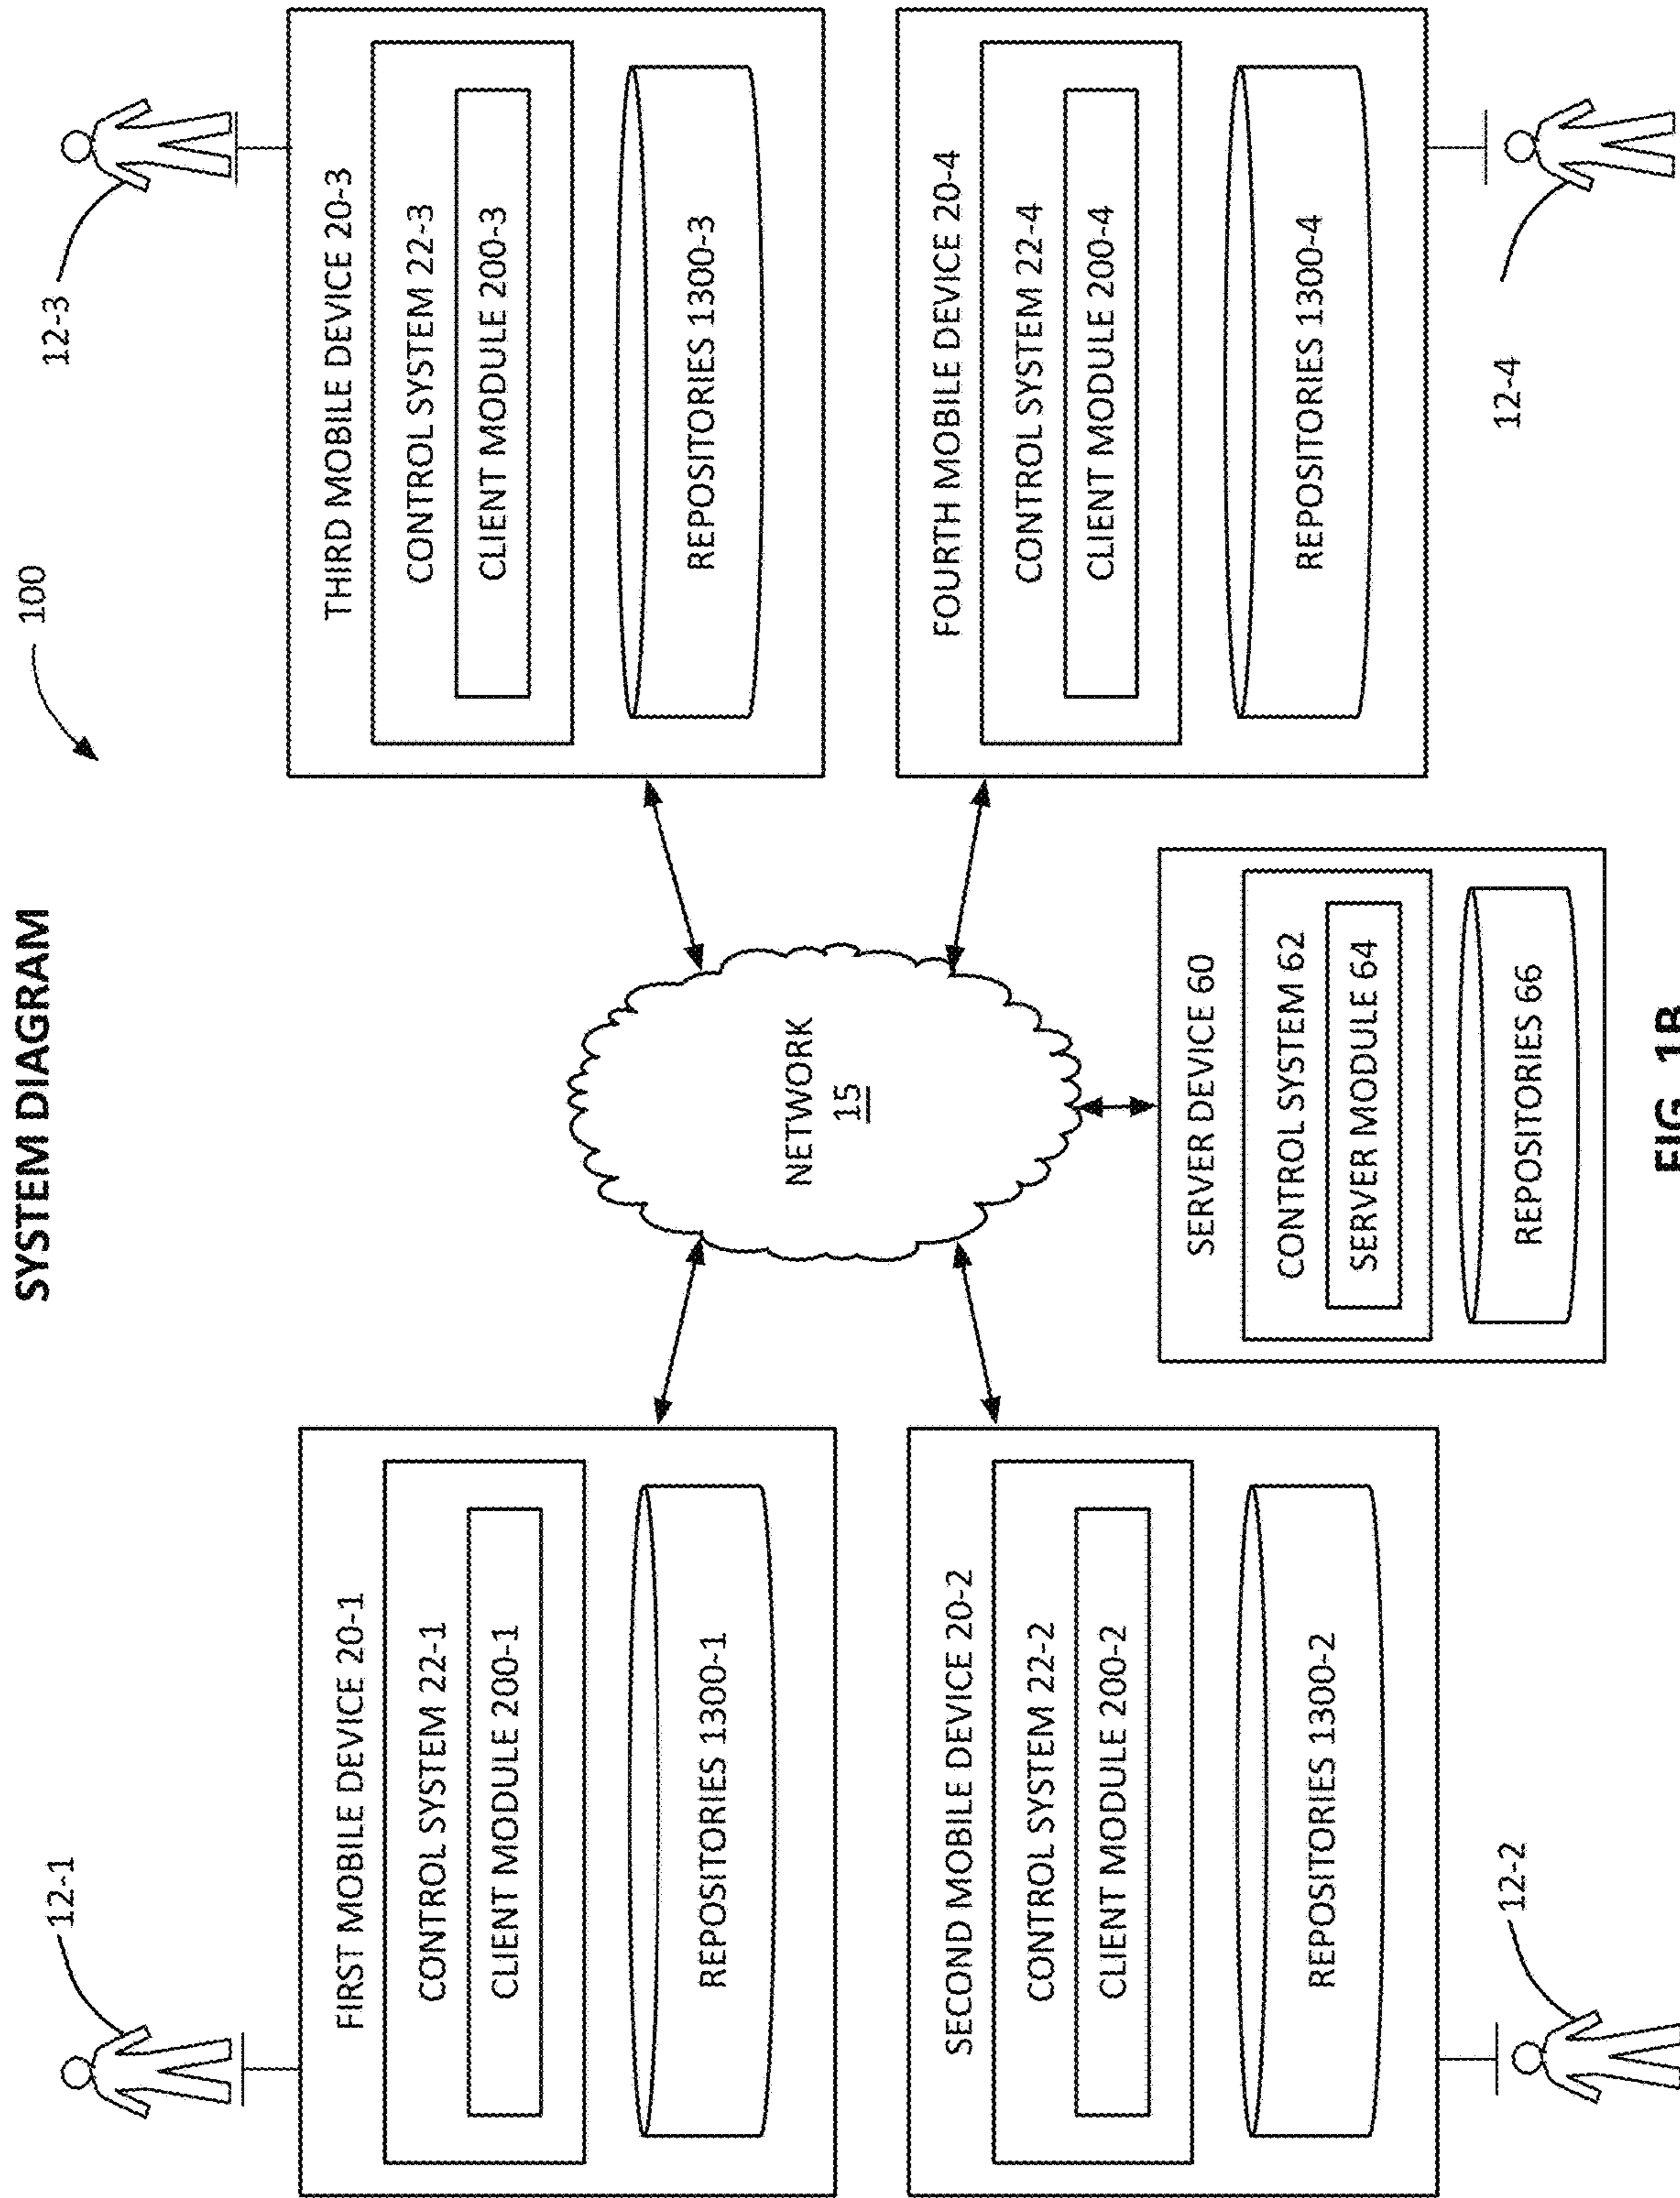 SYSTEM DIAGRAM
100
12-1
FIRST MOBILE DEVICE 20-1
CONTROL SYSTEM 22-1
CLIENT MODULE 200-1
REPOSITORIES 1300-1
12-3
THIRD MOBILE DEVICE 20-3
CONTROL SYSTEM 22-3
CLIENT MODULE 200-3
REPOSITORIES 1300-3
NETWORK
15
SECOND MOBILE DEVICE 20-2
CONTROL SYSTEM 22-2
CLIENT MODULE 200-2
REPOSITORIES 1300-2
12-2
SERVER DEVICE 60
CONTROL SYSTEM 62
SERVER MODULE 64
REPOSITORIES 66
FOURTH MOBILE DEVICE 20-4
CONTROL SYSTEM 22-4
CLIENT MODULE 200-4
REPOSITORIES 1300-4
12-4
FIG. 1B